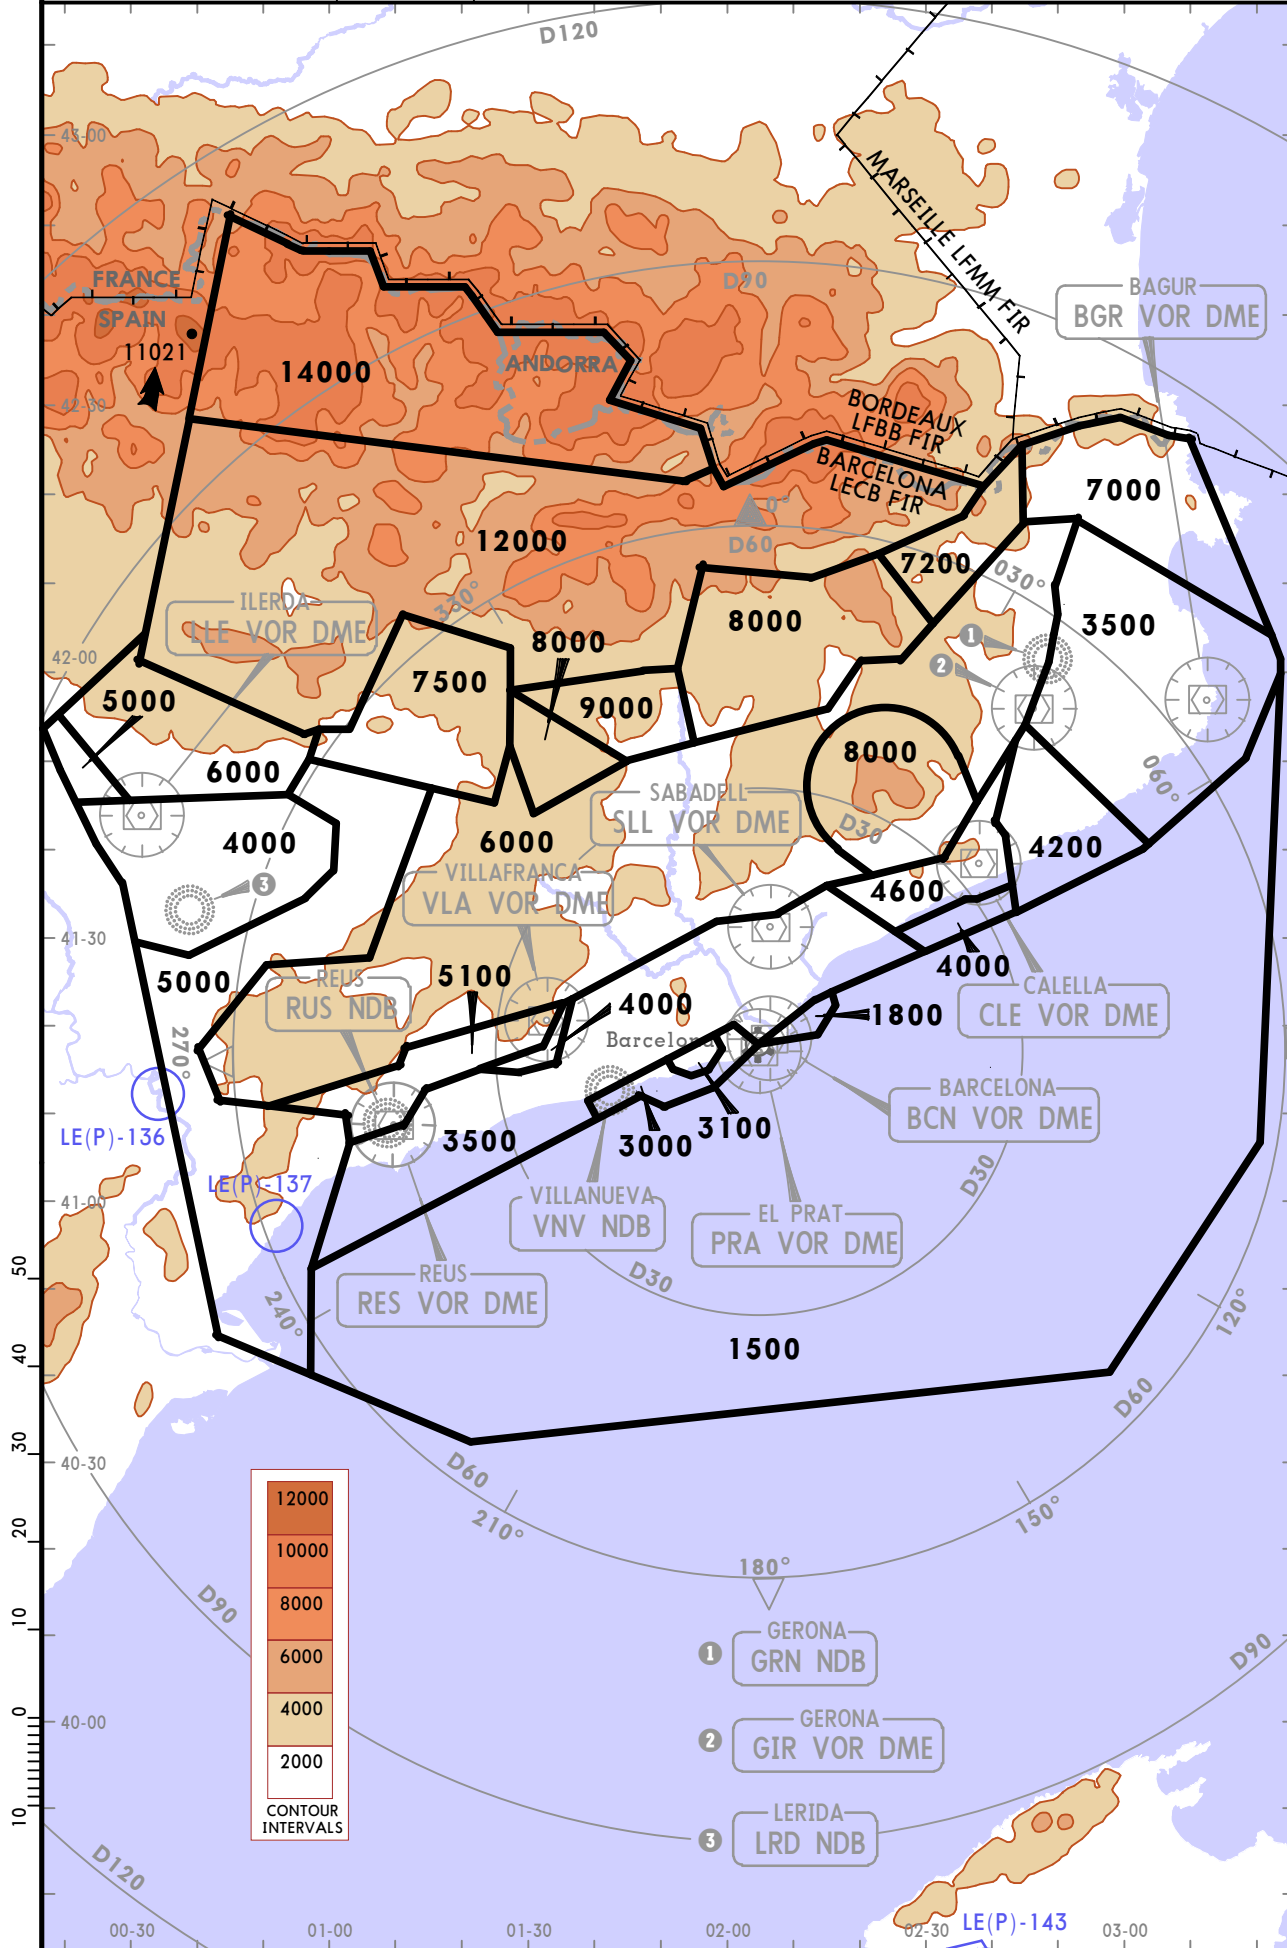 D120
43-00
MARSEILLE LFMM FIR
FRANCE
SPAIN
11021
D90
BAGUR
BGR VOR DME
14000
ANDORRA
42-30
BORDEAUX
LFBB FIR
BARCELONA
LECB FIR
7000
0°
D60
12000
7200
030°
330°
ILERDA
LLE VOR DME
8000
8000
3500
1
2
42-00
5000
7500
9000
8000
6000
060°
SABADELL
SLL VOR DME
D30
4000
6000
4200
3
VILLAFRANCA
VLA VOR DME
4600
41-30
5000
REUS
RUS NDB
5100
4000
4000
CALELLA
CLE VOR DME
1800
Barcelona
270°
BARCELONA
BCN VOR DME
LE(P)-136
3500
3000
3100
LE(P)-137
D30
41-00
VILLANUEVA
VNV NDB
EL PRAT
PRA VOR DME
50
REUS
RES VOR DME
D30
240°
120°
1500
40
D60
30
40-30
D60
210°
150°
180°
12000
10000
8000
6000
4000
2000
CONTOUR
INTERVALS
20
D90
10
1
GERONA
GRN NDB
D90
0
40-00
2
GERONA
GIR VOR DME
10
3
LERIDA
LRD NDB
D120
LE(P)-143
00-30
01-00
01-30
02-00
02-30
03-00